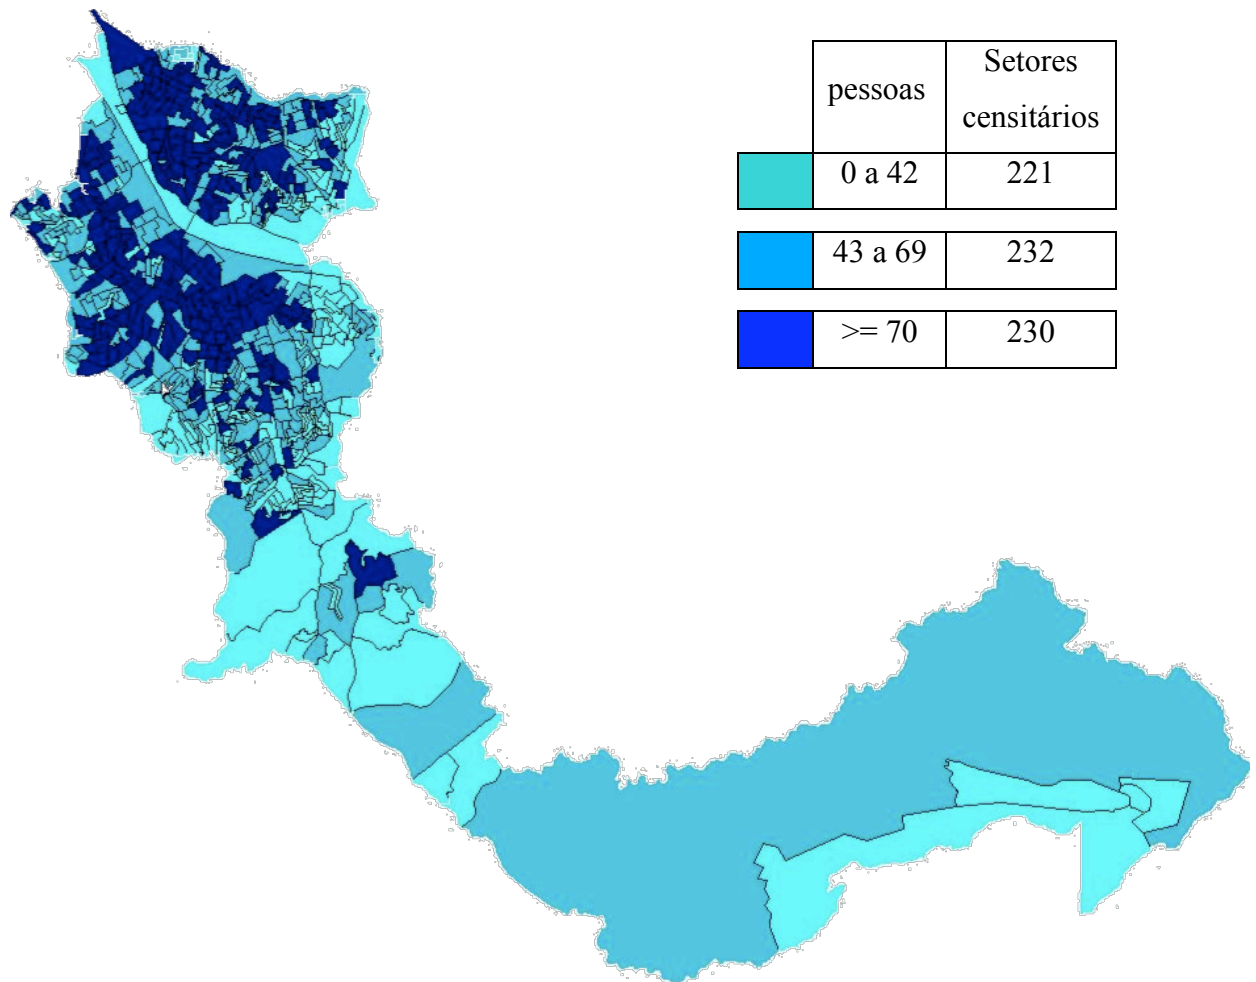 pessoas
Setores
censitários
0 a 42 221
43 a 69 232
>= 70 230